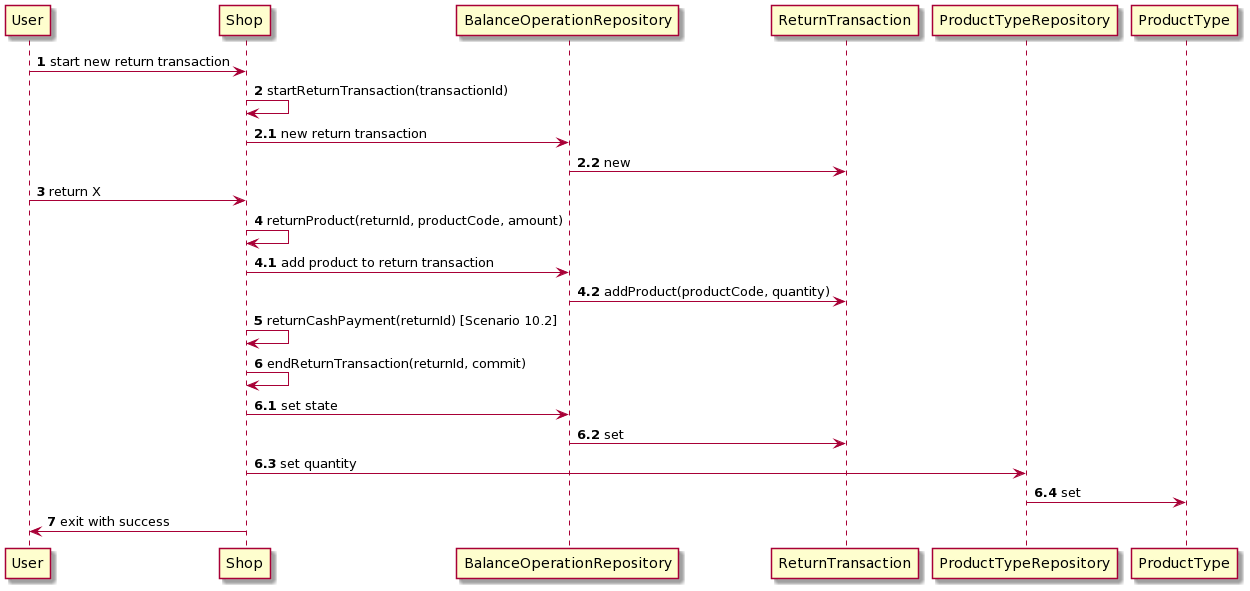 User Shop BalanceOperationRepository ReturnTransaction ProductTypeRepository ProductType
1 start new return transaction
2 startReturnTransaction(transactionId)
2.1 new return transaction
2.2 new
3 return X
4 returnProduct(returnId, productCode, amount)
4.1 add product to return transaction
4.2 addProduct(productCode, quantity)
5 returnCashPayment(returnId) [Scenario 10.2]
6 endReturnTransaction(returnId, commit)
6.1 set state
6.2 set
6.3 set quantity
6.4 set
7 exit with success
User Shop BalanceOperationRepository ReturnTransaction ProductTypeRepository ProductType